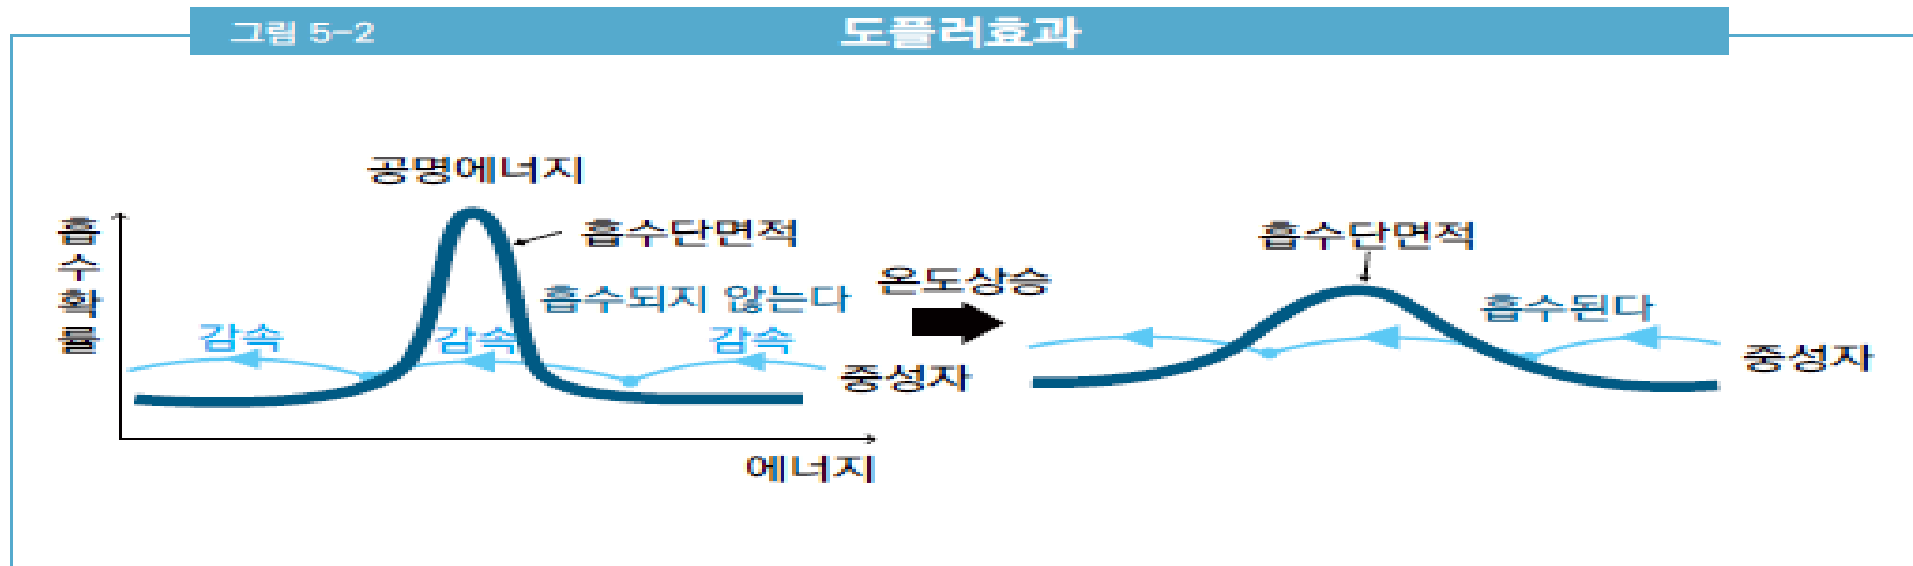 그림 5-2
도플러효과
공명에너지
흡수확률
흡수단면적
흡수되지 않는다
감속
감속
감속
중성자
에너지
온도상승
흡수단면적
흡수된다
중성자